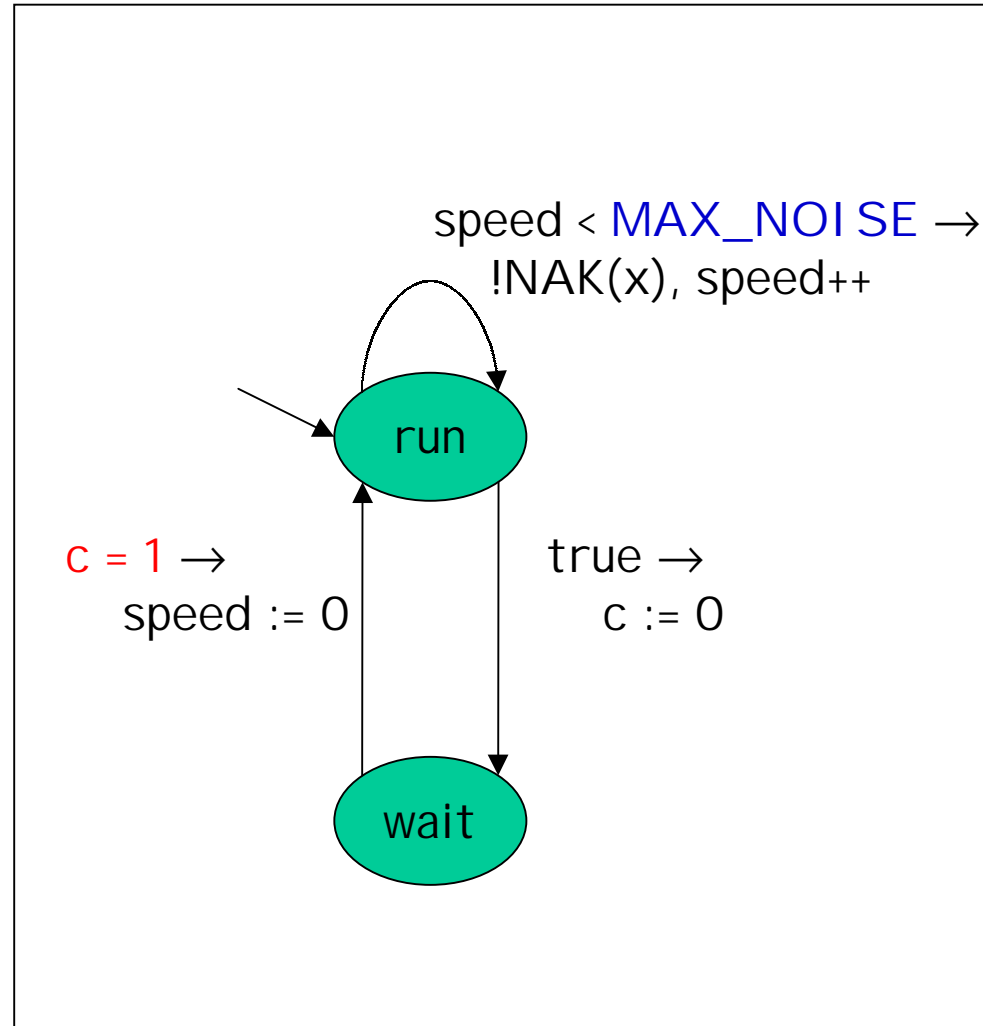 speed < MAX_NOISE →
!NAK(x), speed++
run
c = 1 →
speed := 0
true →
c := 0
wait